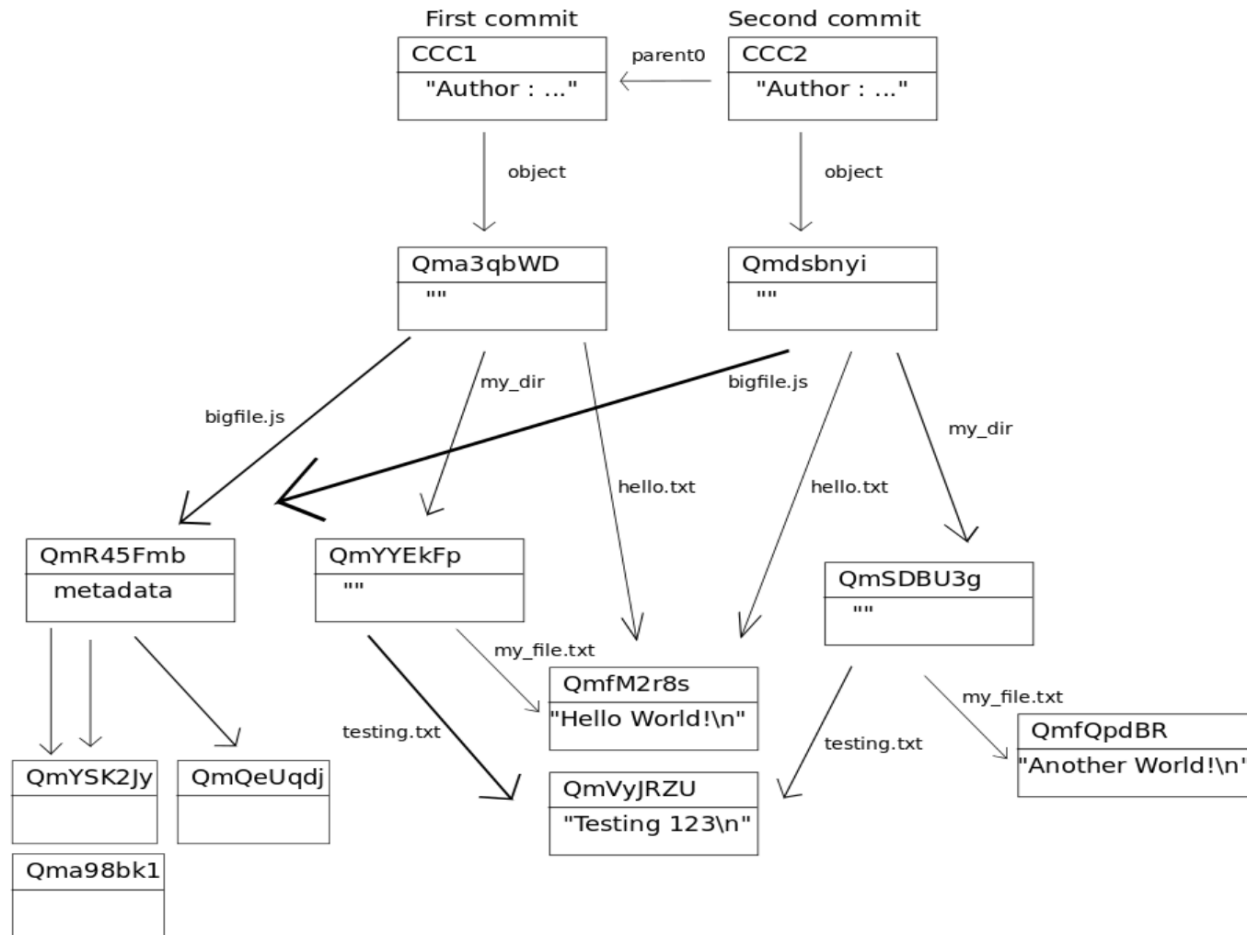 First commit
Second commit
CCC1
parent0
CCC2
"Author : ..."
"Author : ..."
object
object
Qma3qbWD
Qmdsbnyi
""
""
my_dir
bigfile.js
bigfile.js
my_dir
hello.txt
hello.txt
QmR45Fmb
QmYYEkFp
metadata
""
QmSDBU3g
""
my_file.txt
QmfM2r8s
my_file.txt
"Hello World!\n"
testing.txt
testing.txt
QmfQpdBR
"Another World!\n"
QmYSK2Jy
QmQeUqdj
QmVyJRZU
"Testing 123\n"
Qma98bk1